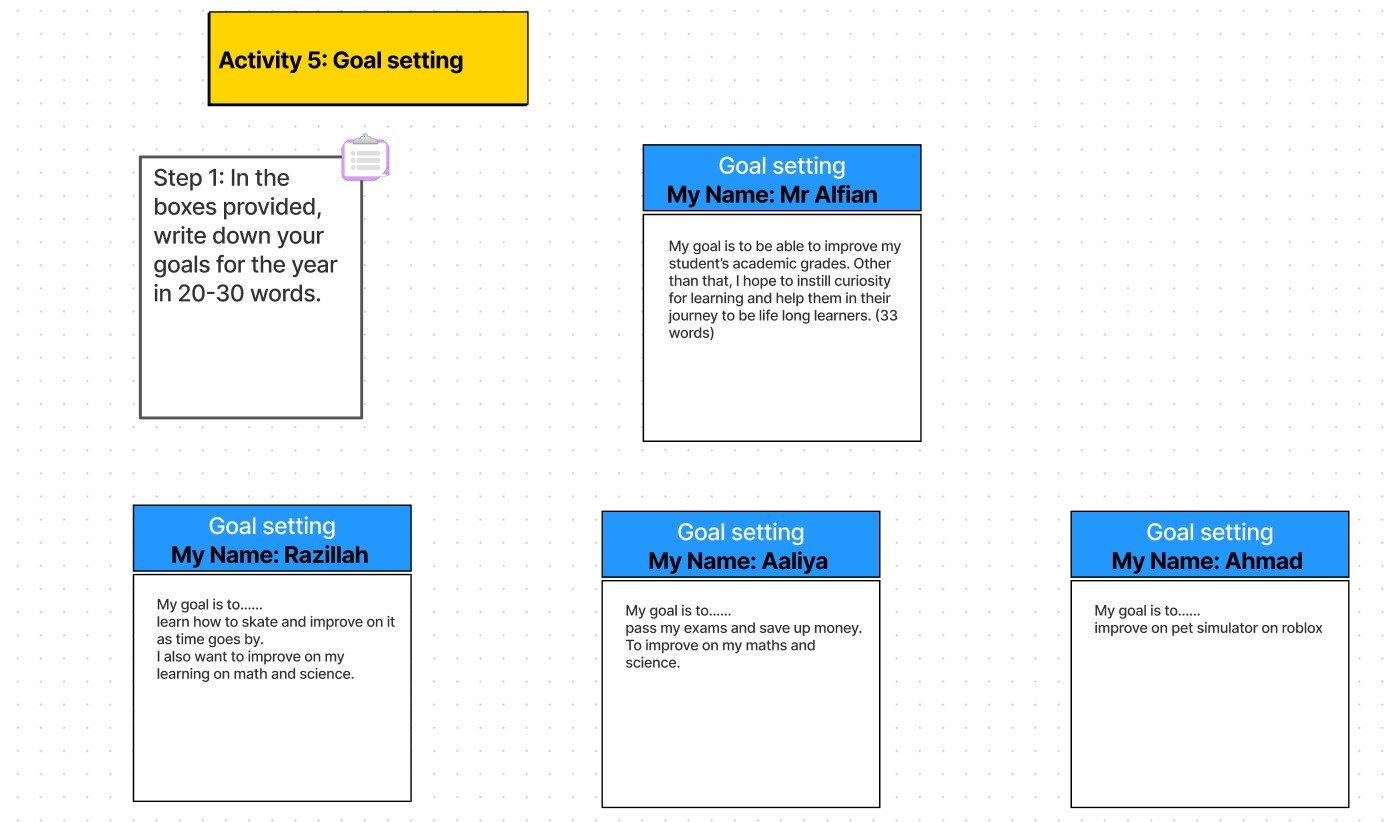 Activity 5: Goal setting
Step 1: In the
boxes provided,
write down your
goals for the year
in 20-30 words.
Goal setting
My Name: Mr Alfian
My goal is to be able to improve my
student’s academic grades. Other
than that, I hope to instill curiosity
for learning and help them in their
journey to be life long learners. (33
words)
Goal setting
My Name: Razillah
My goal is to......
learn how to skate and improve on it
as time goes by.
I also want to improve on my
learning on math and science.
Goal setting
My Name: Aaliya
My goal is to......
pass my exams and save up money.
To improve on my maths and
science.
Goal setting
My Name: Ahmad
My goal is to......
improve on pet simulator on roblox